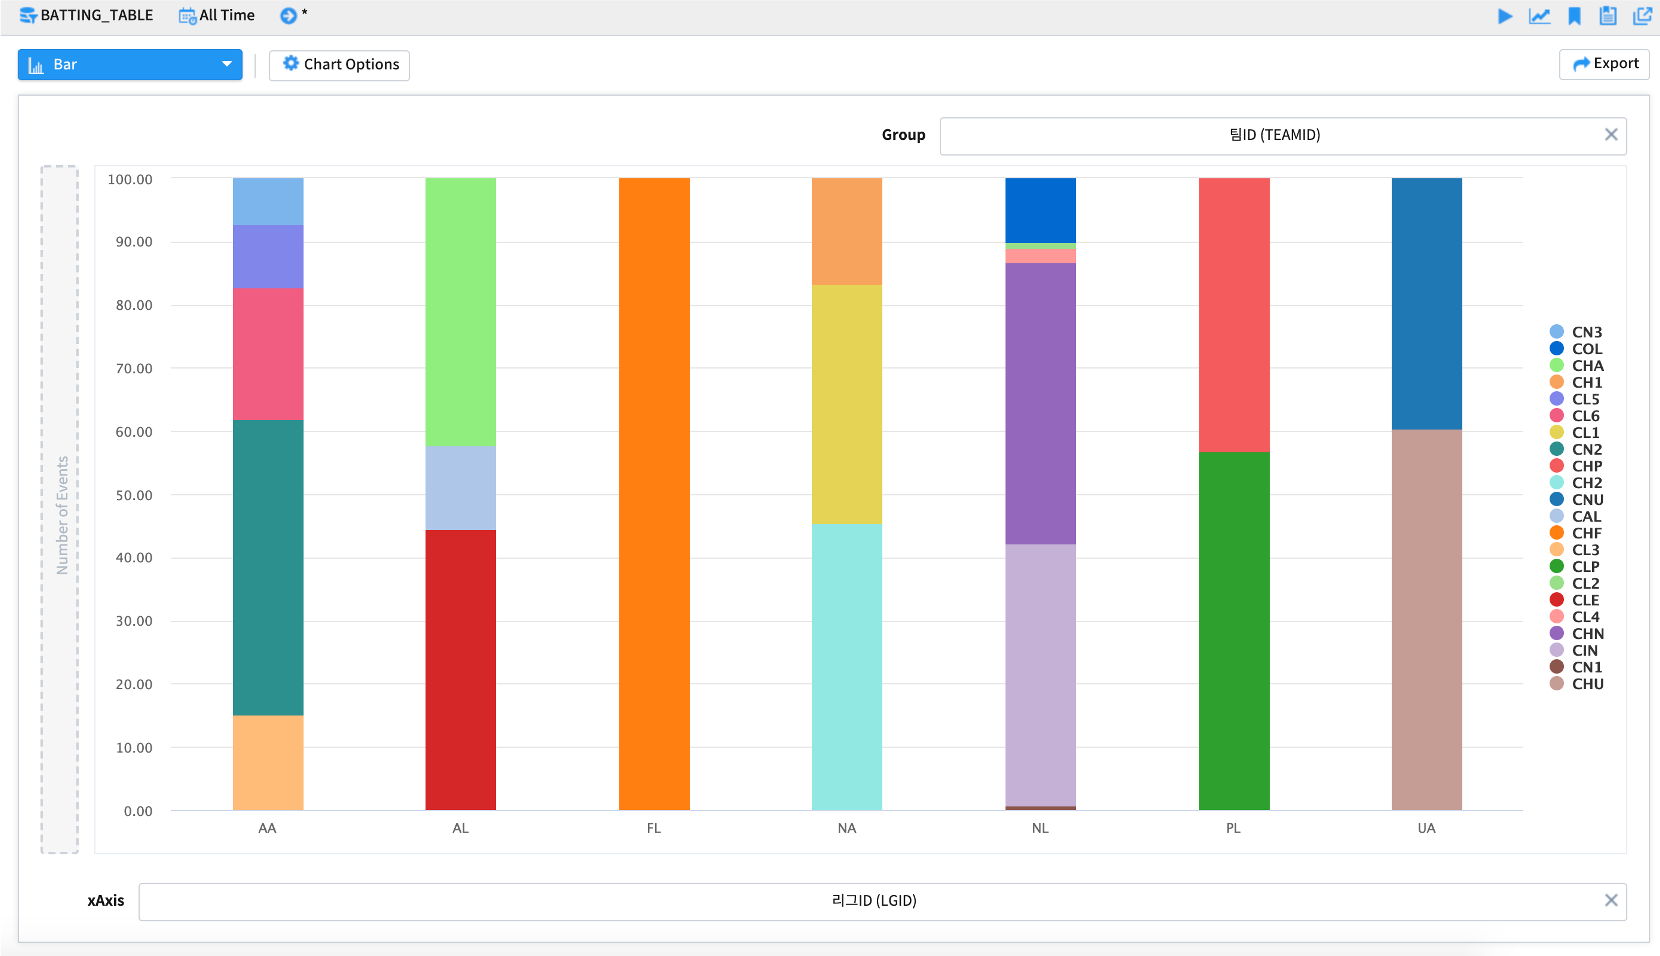 BATTING_TABLE All Time *
Bar Chart Options Export
Group 팀ID (TEAMID)
Number of Events
100.00
90.00
80.00
70.00
60.00
50.00
40.00
30.00
20.00
10.00
0.00
AA AL FL NA NL PL UA
CN3
COL
CHA
CH1
CL5
CL6
CL1
CN2
CHP
CH2
CNU
CAL
CHF
CL3
CLP
CL2
CLE
CL4
CHN
CIN
CN1
CHU
xAxis 리그ID (LGID)